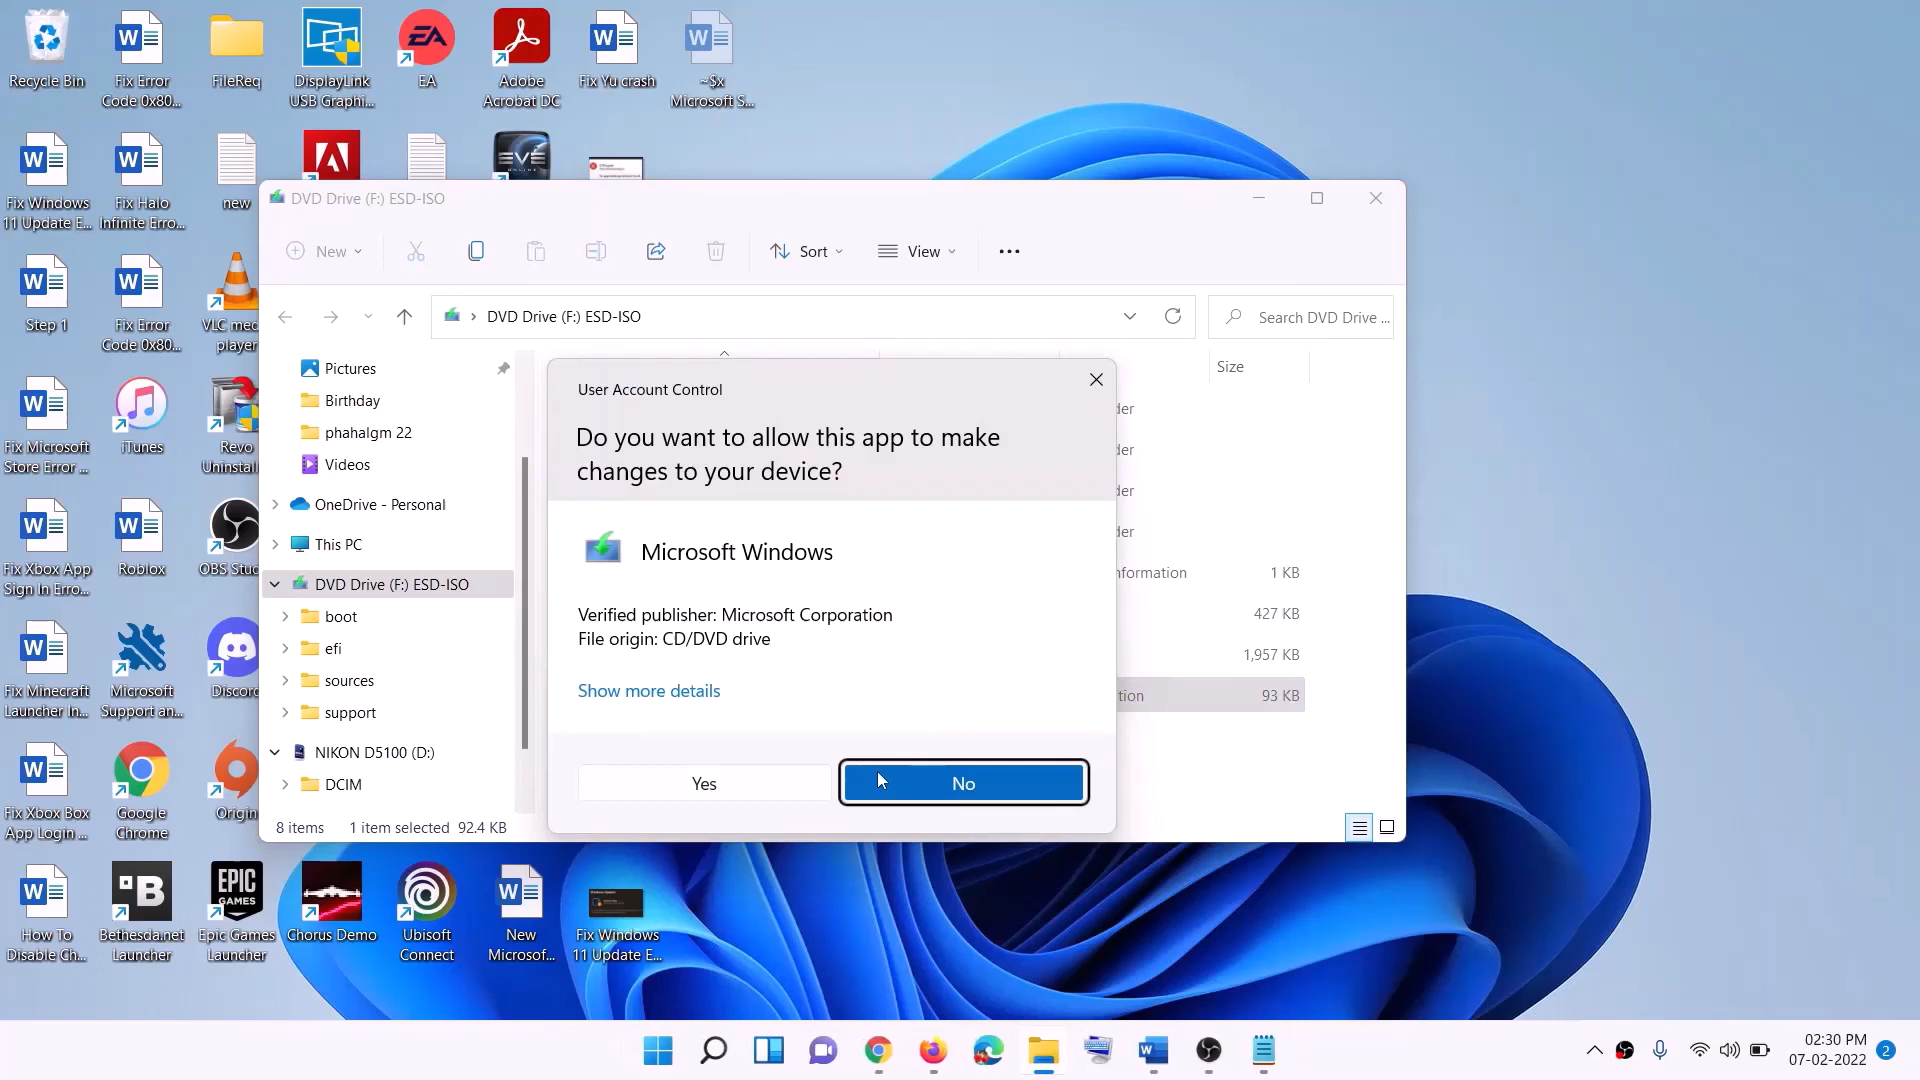 Recycle Bin
Fix Error
Code 0x80...
FileReq
DisplayLink
USB Graphi...
EA
Adobe
Acrobat DC
Fix Yu crash
~$x
Microsoft S...
Fix Windows
11 Update E...
Fix Halo
Infinite Erro...
new
EVE
ONLINE
DVD Drive (F:) ESD-ISO
New
Sort
View
DVD Drive (F:) ESD-ISO
Search DVD Drive ...
Step 1
Fix Error
Code 0x80...
VLC med
player
Pictures
Birthday
phahalgm 22
Videos
OneDrive - Personal
This PC
DVD Drive (F:) ESD-ISO
boot
efi
sources
support
NIKON D5100 (D:)
DCIM
Size
der
der
der
der
nformation
1 KB
427 KB
1,957 KB
tion
93 KB
User Account Control
Do you want to allow this app to make
changes to your device?
Microsoft Windows
Verified publisher: Microsoft Corporation
File origin: CD/DVD drive
Show more details
Yes
No
8 items
1 item selected
92.4 KB
Fix Microsoft
Store Error ...
iTunes
Revo
Uninstall
Fix Xbox App
Sign In Erro...
Roblox
OBS Stud
Fix Minecraft
Launcher In...
Microsoft
Support an...
Discord
Fix Xbox Box
App Login ...
Google
Chrome
Origin
How To
Disable Ch...
Bethesda.net
Launcher
EPIC
GAMES
Epic Games
Launcher
Chorus Demo
Ubisoft
Connect
New
Microsof...
Fix Windows
11 Update E...
02:30 PM
07-02-2022
2